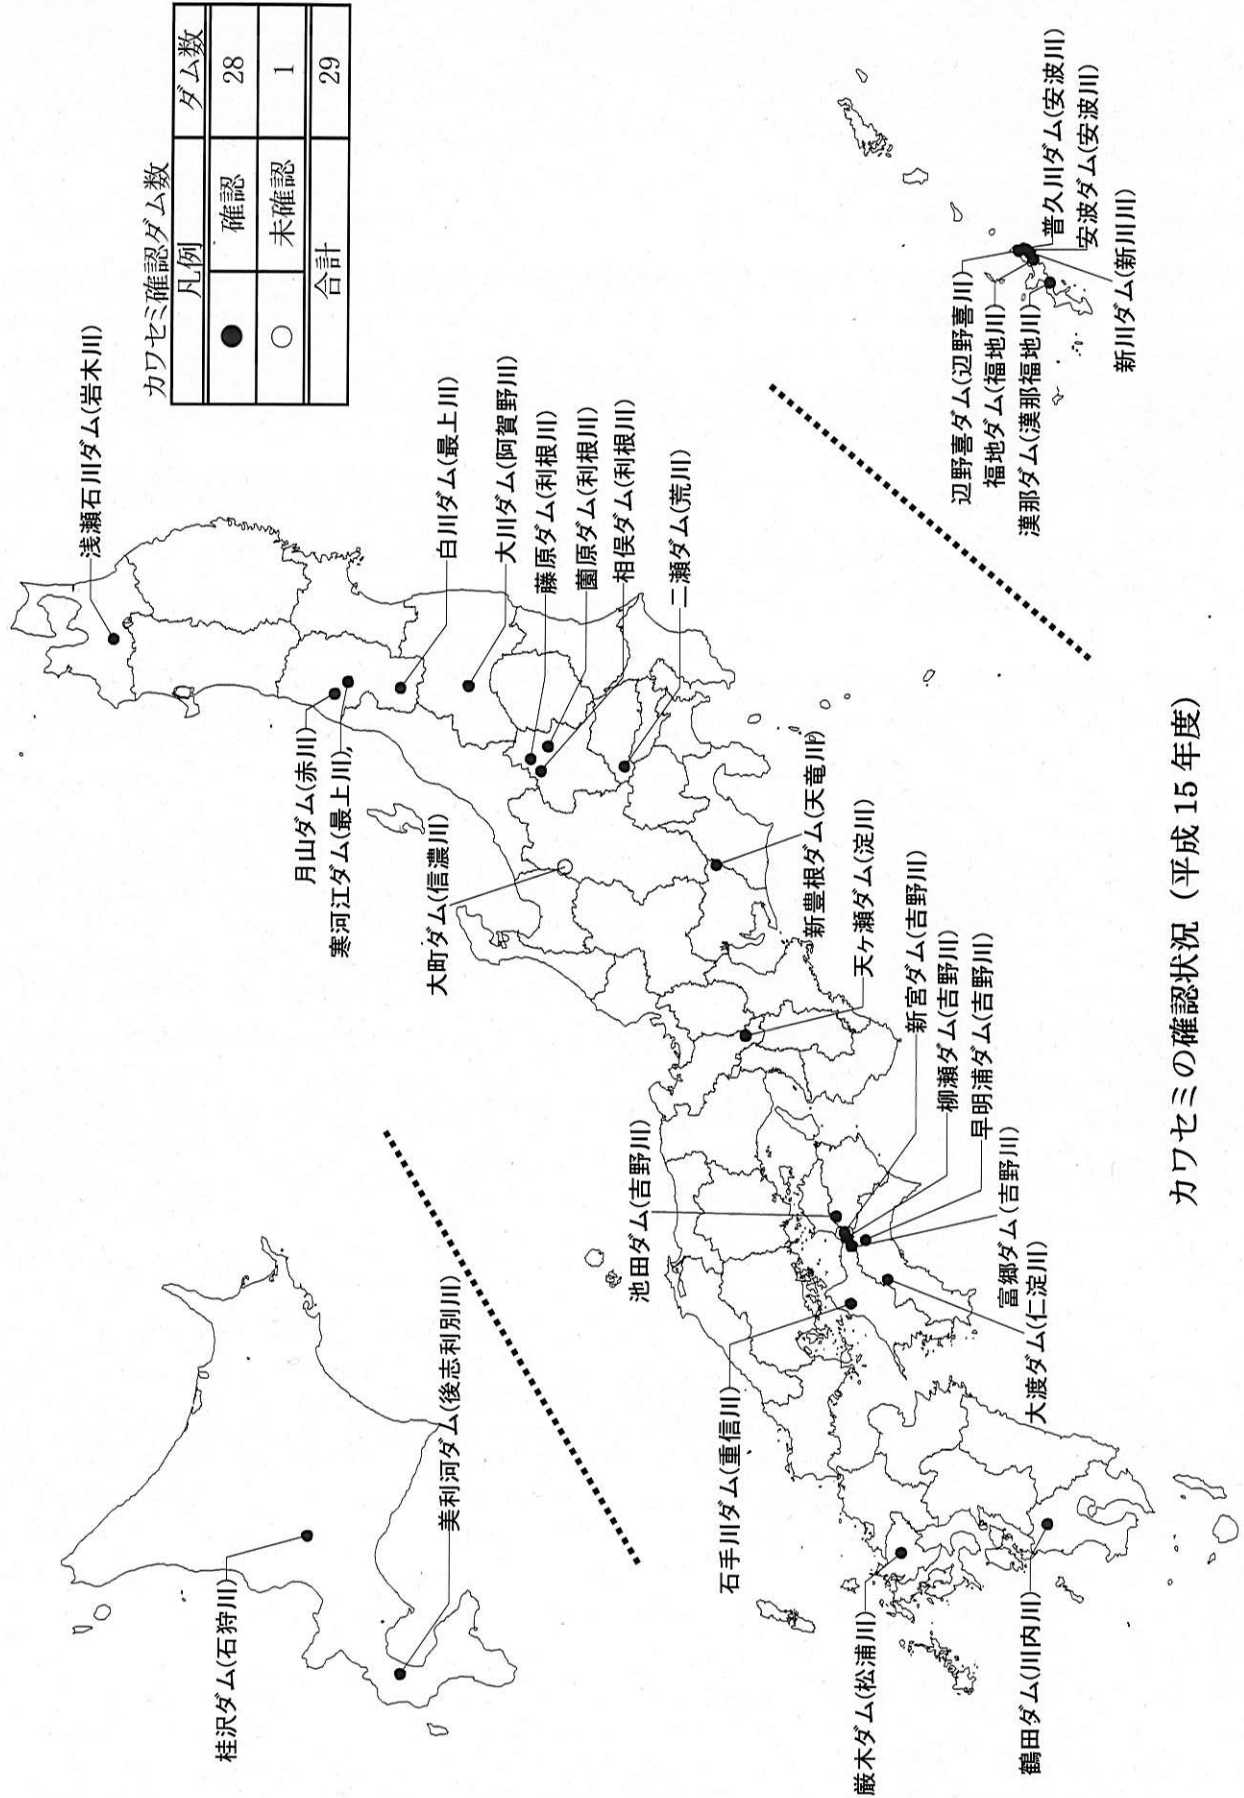 カワセミ確認ダム数
凡例 ダム数
● 確認 28
○ 未確認 1
合計 29
浅瀬石川ダム(岩木川)
白川ダム(最上川)
大川ダム(阿賀野川)
藤原ダム(利根川)
薗原ダム(利根川)
相俣ダム(利根川)
二瀬ダム(荒川)
月山ダム(赤川)
寒河江ダム(最上川)
大町ダム(信濃川)
新豊根ダム(天竜川)
天ヶ瀬ダム(淀川)
新宮ダム(吉野川)
柳瀬ダム(吉野川)
早明浦ダム(吉野川)
富郷ダム(吉野川)
大渡ダム(仁淀川)
池田ダム(吉野川)
石手川ダム(重信川)
厳木ダム(松浦川)
鶴田ダム(川内川)
桂沢ダム(石狩川)
美利河ダム(後志利別川)
辺野喜ダム(辺野喜川)
福地ダム(福地川)
漢那ダム(漢那福地川)
普久川ダム(安波川)
安波ダム(安波川)
新川ダム(新川川)
カワセミの確認状況（平成 15 年度）